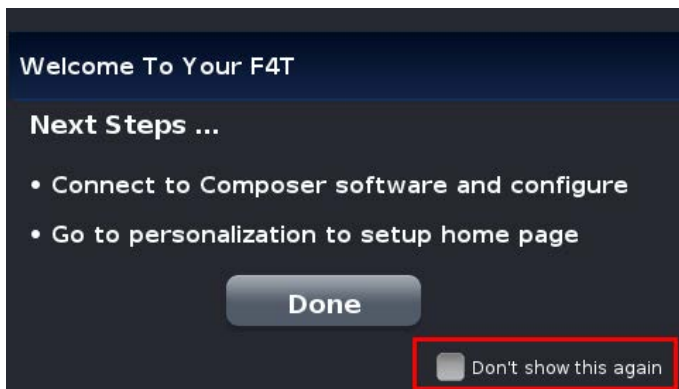 Welcome To Your F4T
Next Steps ...
• Connect to Composer software and configure
• Go to personalization to setup home page
Done
Don't show this again